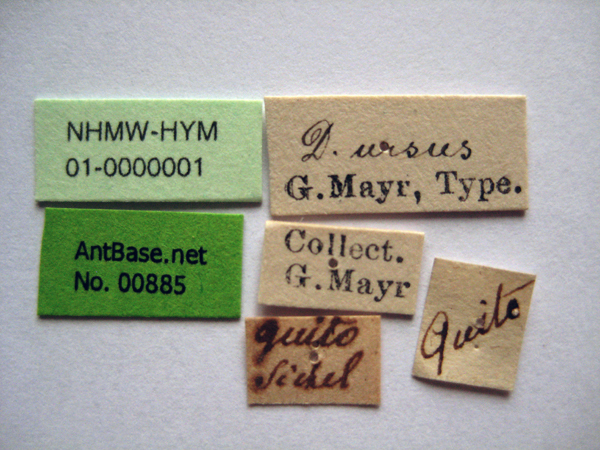 NHMW-HYM
01-0000001
D. ursus
G. Mayr, Type.
AntBase.net
No. 00885
Collect.
G. Mayr
Quito
Sichel
Quito